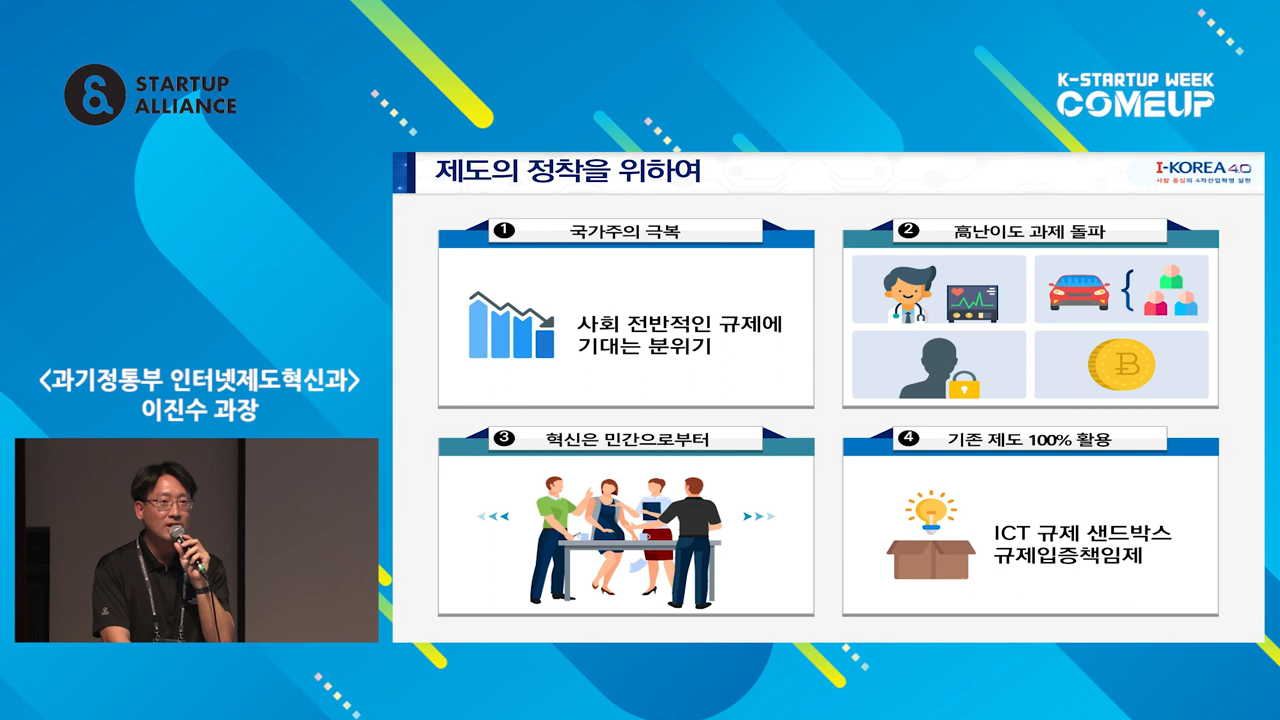 STARTUP
ALLIANCE
K-STARTUP WEEK
COMEUP
제도의 정착을 위하여
I-KOREA 4.0
사람 중심의 4차산업혁명 실현
1 국가주의 극복
사회 전반적인 규제에
기대는 분위기
2 高난이도 과제 돌파
3 혁신은 민간으로부터
4 기존 제도 100% 활용
ICT 규제 샌드박스
규제입증책임제
<과기정통부 인터넷제도혁신과>
이진수 과장